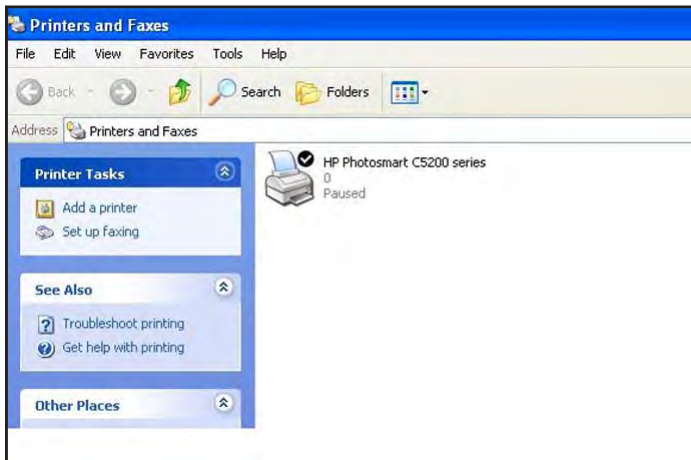 Printers and Faxes
File Edit View Favorites Tools Help
Back Search Folders
Address Printers and Faxes
Printer Tasks
Add a printer
Set up faxing
See Also
Troubleshoot printing
Get help with printing
Other Places
HP Photosmart C5200 series
0
Paused